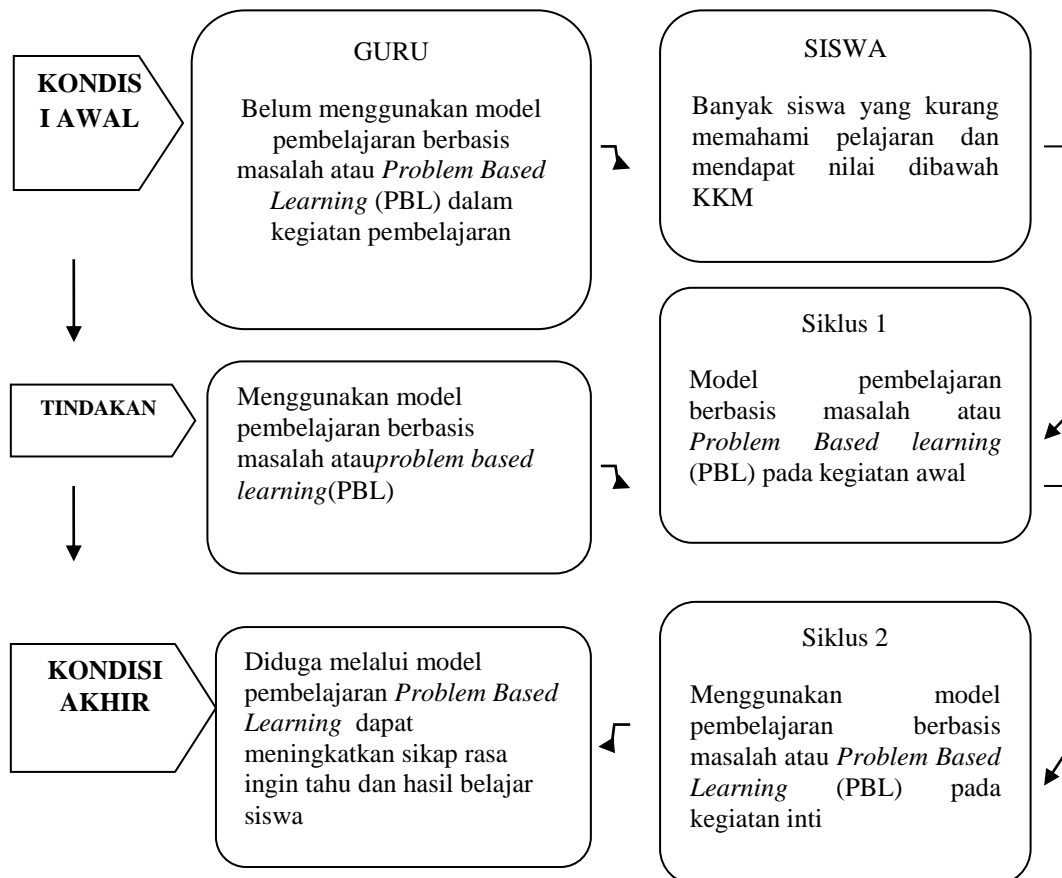 KONDIS
I AWAL
GURU
Belum menggunakan model
pembelajaran berbasis
masalah atau Problem Based
Learning (PBL) dalam
kegiatan pembelajaran
SISWA
Banyak siswa yang kurang
memahami pelajaran dan
mendapat nilai dibawah
KKM
TINDAKAN
Menggunakan model
pembelajaran berbasis
masalah atauproblem based
learning(PBL)
Siklus 1
Model pembelajaran
berbasis masalah atau
Problem Based learning
(PBL) pada kegiatan awal
KONDISI
AKHIR
Diduga melalui model
pembelajaran Problem Based
Learning dapat
meningkatkan sikap rasa
ingin tahu dan hasil belajar
siswa
Siklus 2
Menggunakan model
pembelajaran berbasis
masalah atau Problem Based
Learning (PBL) pada
kegiatan inti